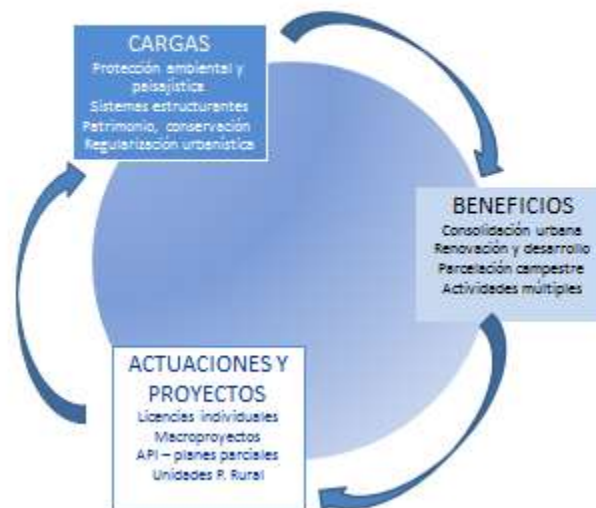 CARGAS
Protección ambiental y
paisajística
Sistemas estructurantes
Patrimonio, conservación
Regularización urbanística
BENEFICIOS
Consolidación urbana
Renovación y desarrollo
Parcelación campestre
Actividades múltiples
ACTUACIONES Y
PROYECTOS
Licencias individuales
Macroproyectos
API – planes parciales
Unidades P. Rural